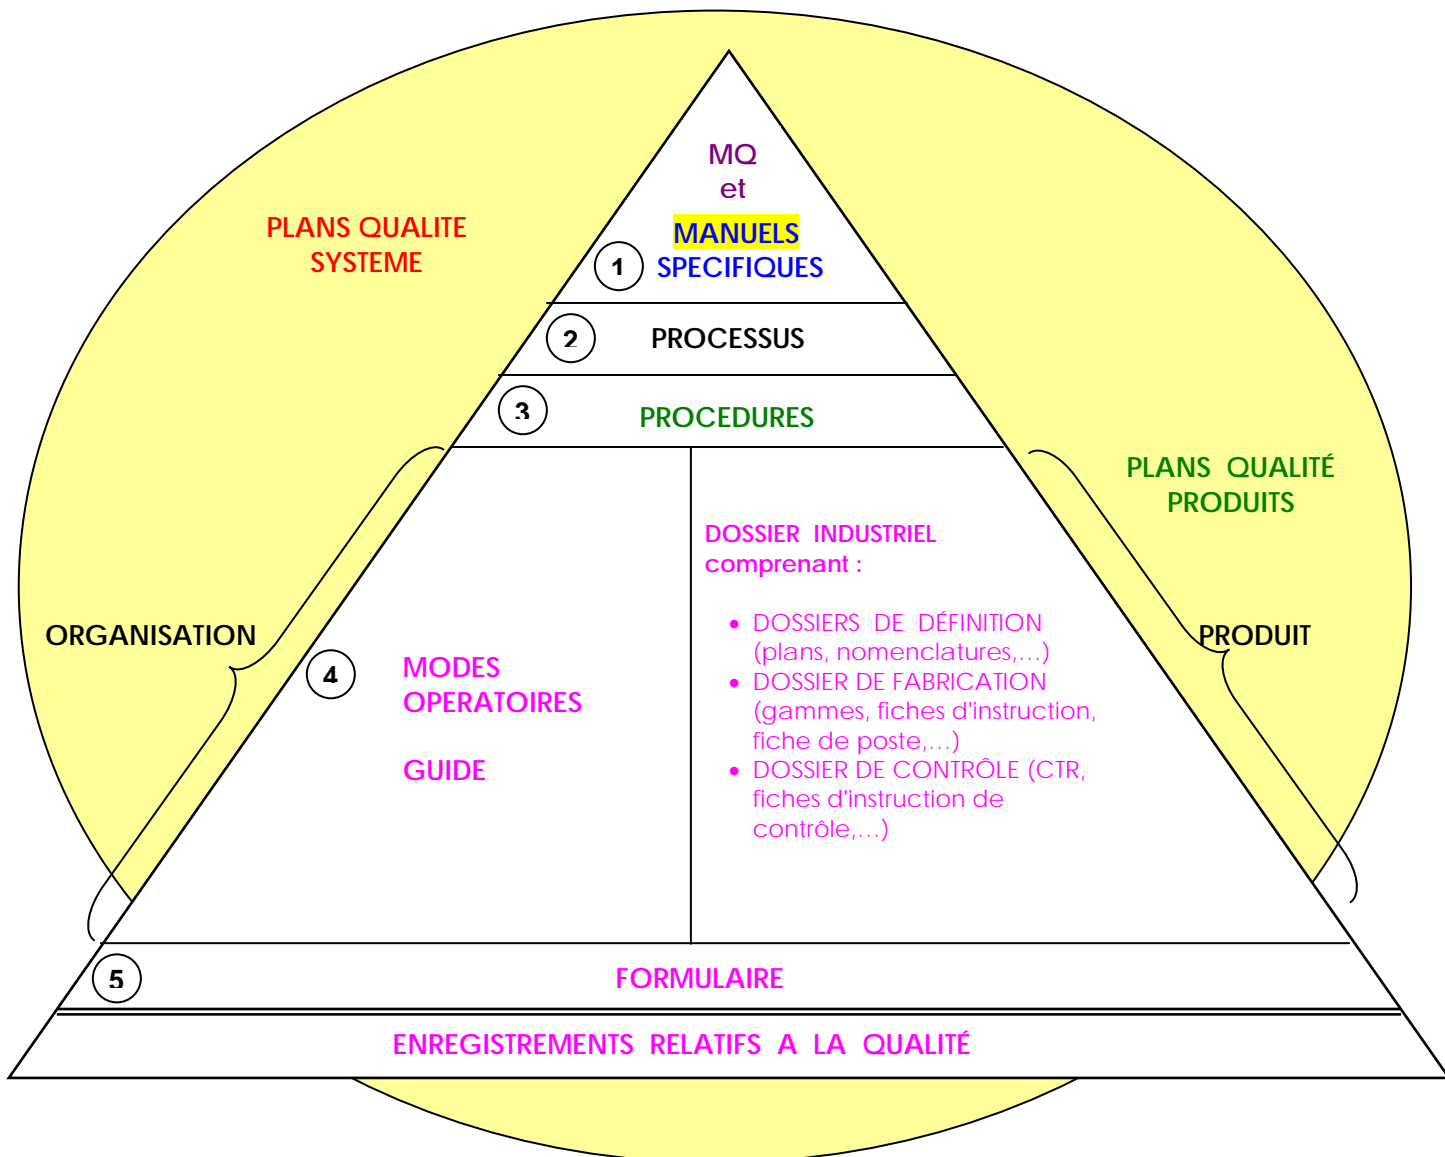 MQ
et
MANUELS
SPECIFIQUES
1
PLANS QUALITE
SYSTEME
2
PROCESSUS
3
PROCEDURES
PLANS QUALITÉ
PRODUITS
ORGANISATION
PRODUIT
4
MODES
OPERATOIRES
GUIDE
DOSSIER INDUSTRIEL
comprenant :
• DOSSIERS DE DÉFINITION
(plans, nomenclatures,…)
• DOSSIER DE FABRICATION
(gammes, fiches d'instruction,
fiche de poste,…)
• DOSSIER DE CONTRÔLE (CTR,
fiches d'instruction de
contrôle,…)
5
FORMULAIRE
ENREGISTREMENTS RELATIFS A LA QUALITÉ